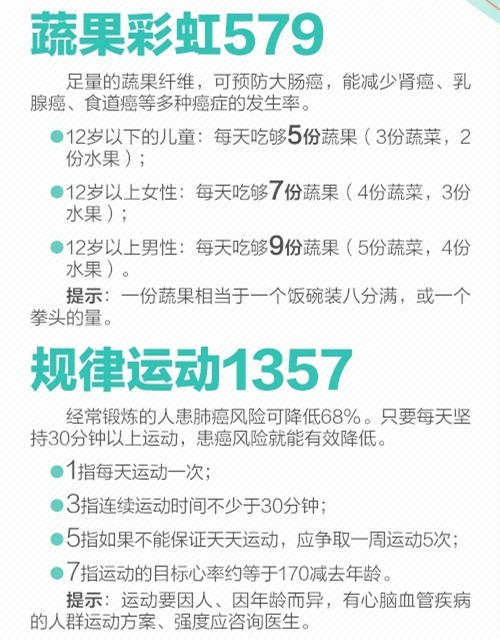 蔬果彩虹579
足量的蔬果纤维，可预防大肠癌，能减少肾癌、乳
腺癌、食道癌等多种癌症的发生率。
●12岁以下的儿童：每天吃够5份蔬果（3份蔬菜，2
份水果）；
●12岁以上女性：每天吃够7份蔬果（4份蔬菜，3份
水果）；
●12岁以上男性：每天吃够9份蔬果（5份蔬菜，4份
水果）。
提示：一份蔬果相当于一个饭碗装八分满，或一个
拳头的量。
规律运动1357
经常锻炼的人患肺癌风险可降低68%。只要每天坚
持30分钟以上运动，患癌风险就能有效降低。
●1指每天运动一次；
●3指连续运动时间不少于30分钟；
●5指如果不能保证天天运动，应争取一周运动5次；
●7指运动的目标心率约等于170减去年龄。
提示：运动要因人、因年龄而异，有心脑血管疾病
的人群运动方案、强度应咨询医生。